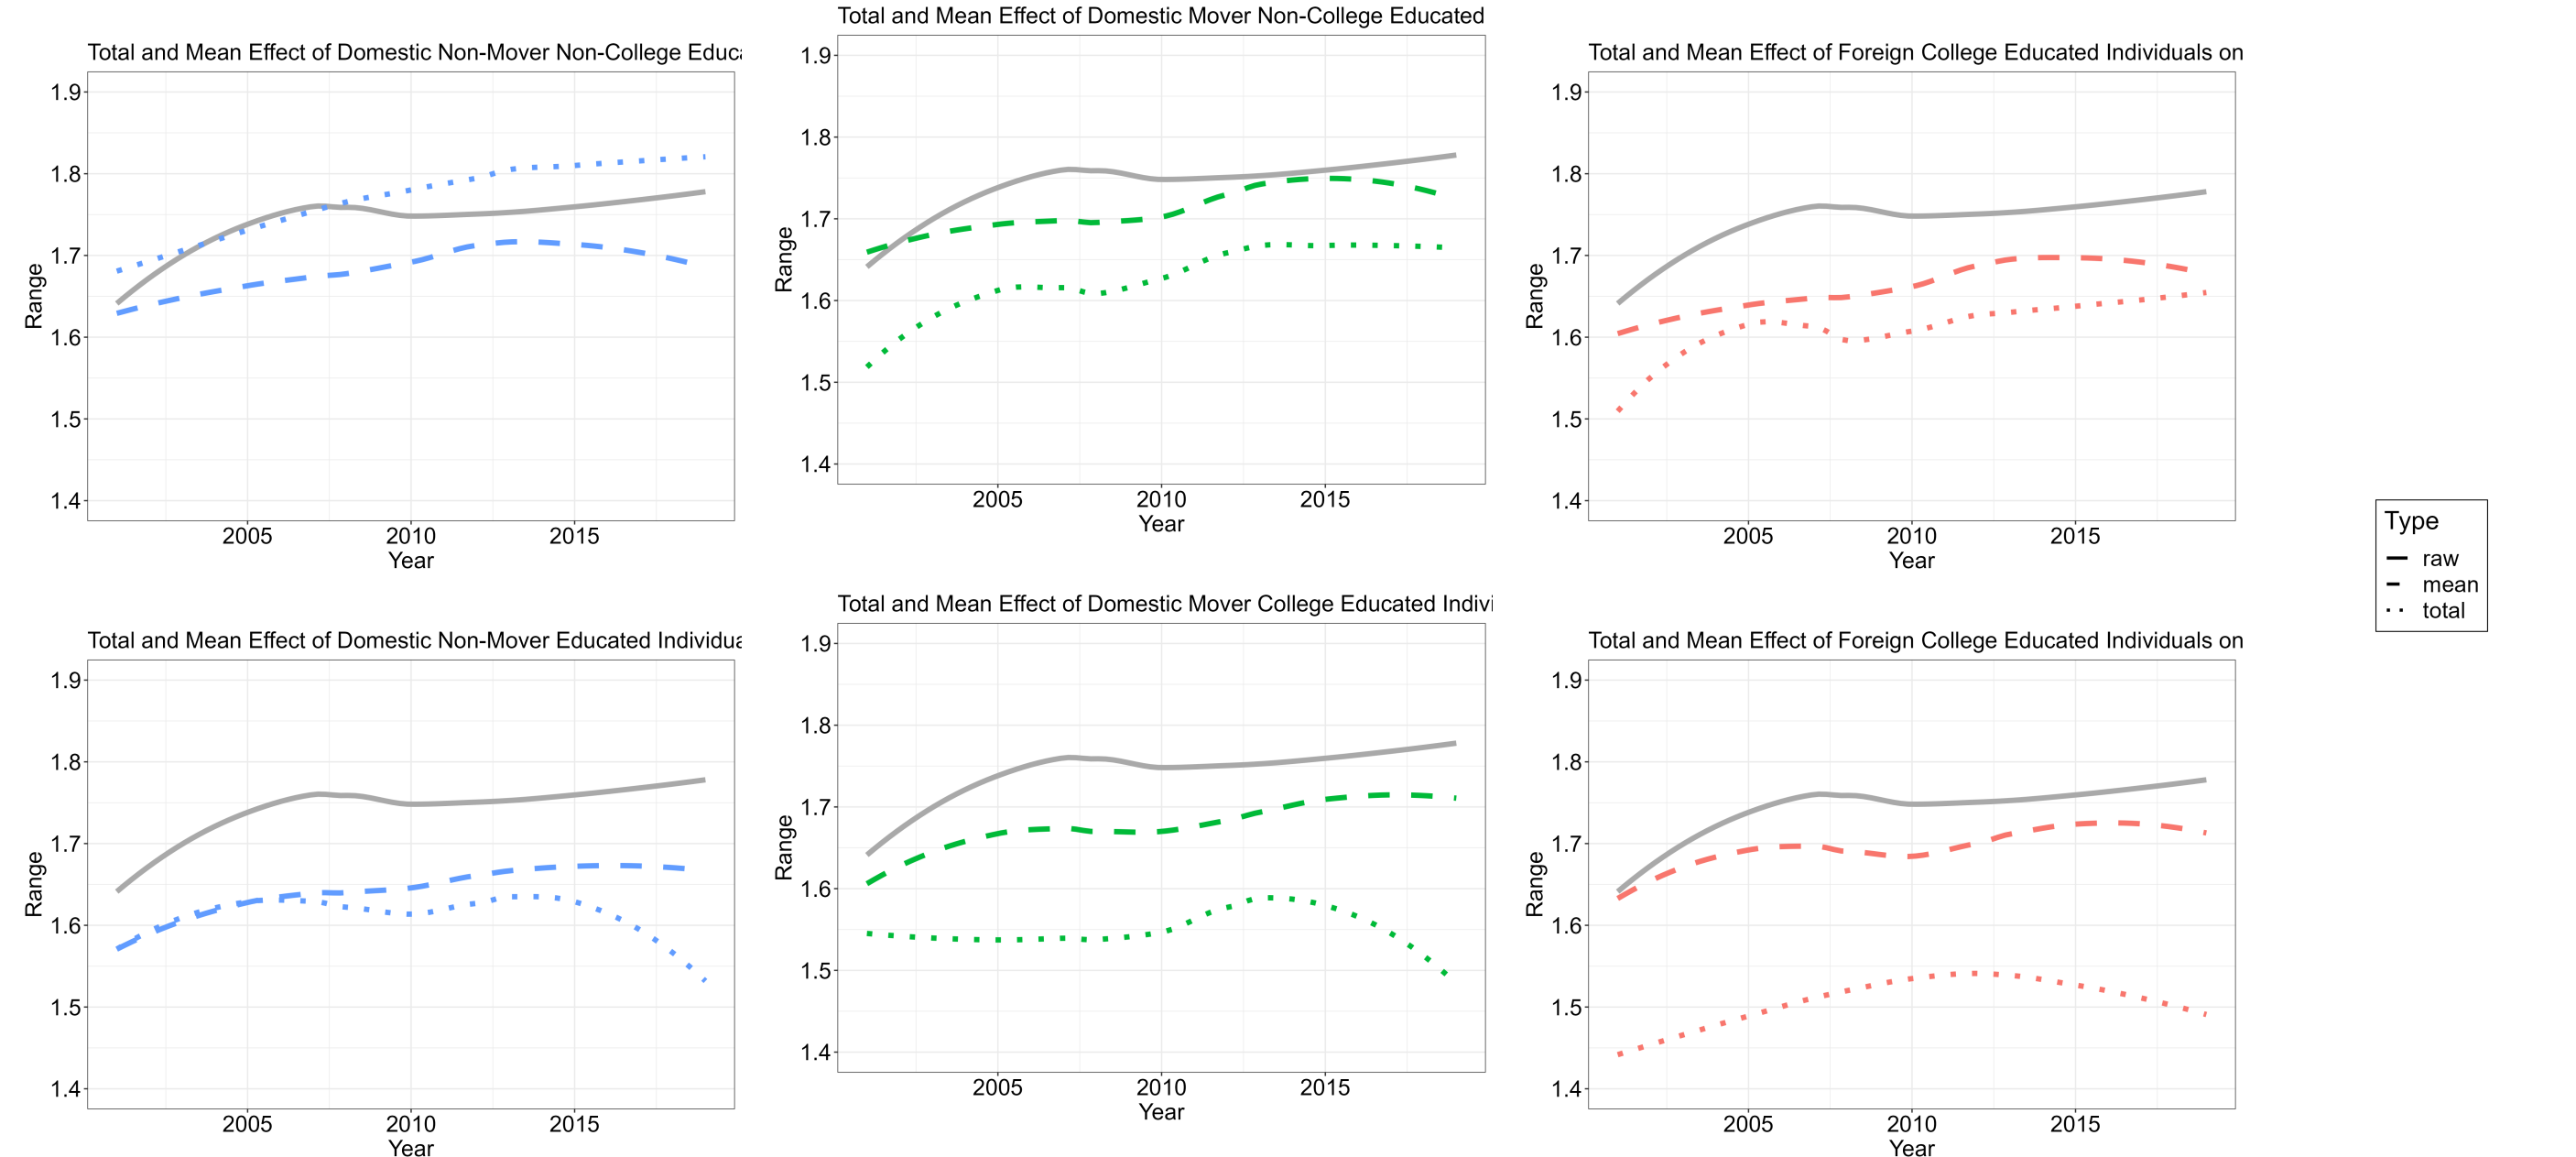 Total and Mean Effect of Domestic Non-Mover Non-College Educa
1.9
1.8
1.7
1.6
1.5
1.4
Range
2005 2010 2015
Year
Total and Mean Effect of Domestic Mover Non-College Educated
1.9
1.8
1.7
1.6
1.5
1.4
Range
2005 2010 2015
Year
Total and Mean Effect of Foreign College Educated Individuals on
1.9
1.8
1.7
1.6
1.5
1.4
Range
2005 2010 2015
Year
Type
raw
mean
total
Total and Mean Effect of Domestic Non-Mover Educated Individua
1.9
1.8
1.7
1.6
1.5
1.4
Range
2005 2010 2015
Year
Total and Mean Effect of Domestic Mover College Educated Indivi
1.9
1.8
1.7
1.6
1.5
1.4
Range
2005 2010 2015
Year
Total and Mean Effect of Foreign College Educated Individuals on
1.9
1.8
1.7
1.6
1.5
1.4
Range
2005 2010 2015
Year